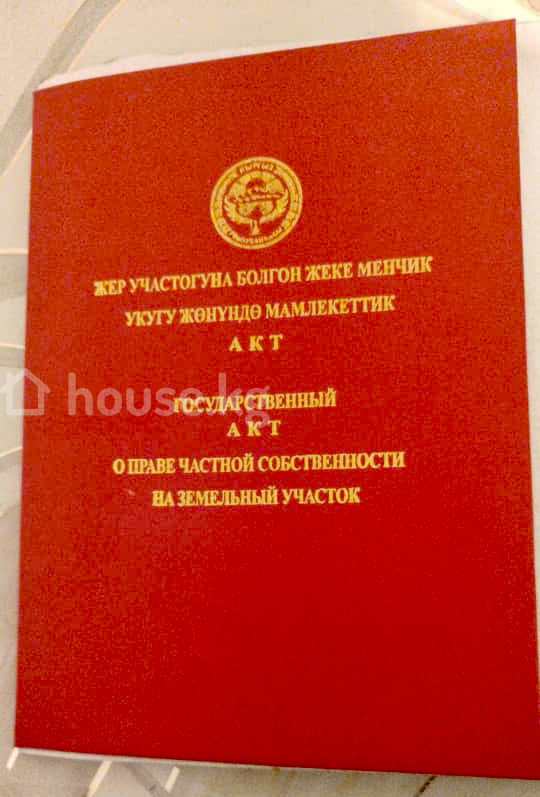 КЫРГЫЗ
ЖЕР УЧАСТОГУНА БОЛГОН ЖЕКЕ МЕНЧИК
УКУГУ ЖӨНҮНДӨ МАМЛЕКЕТТИК
АКТ
house.kg
ГОСУДАРСТВЕННЫЙ
АКТ
О ПРАВЕ ЧАСТНОЙ СОБСТВЕННОСТИ
НА ЗЕМЕЛЬНЫЙ УЧАСТОК